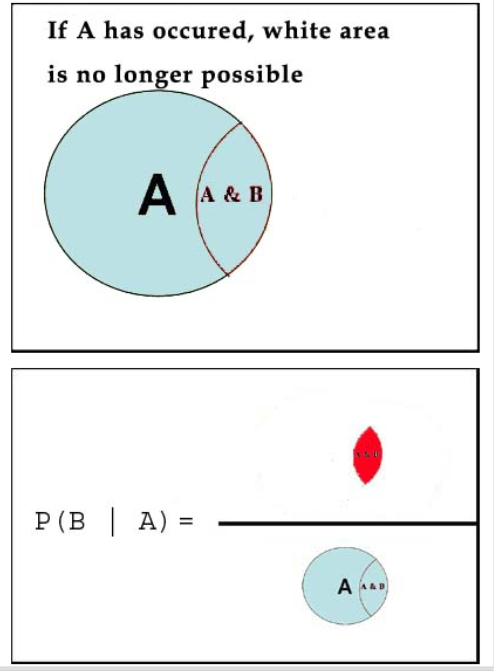 If A has occured, white area
is no longer possible
A
A & B
A & B
P(B | A) =
A
A & B